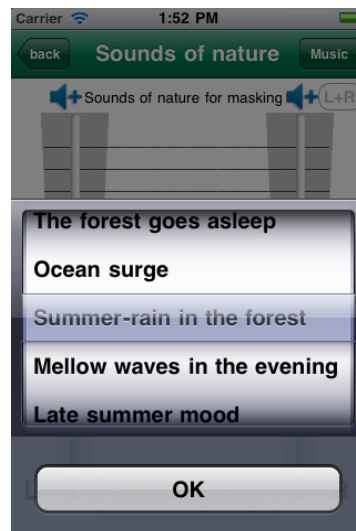 Carrier 1:52 PM
back Sounds of nature Music
Sounds of nature for masking L+R
The forest goes asleep
Ocean surge
Summer-rain in the forest
Mellow waves in the evening
Late summer mood
L OK R